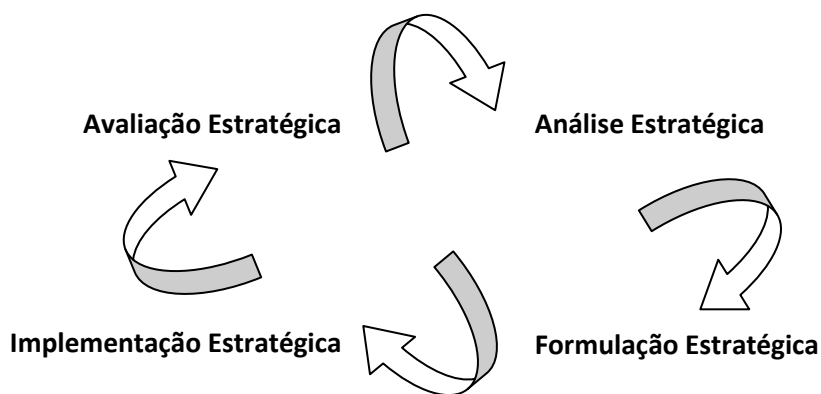 Avaliação Estratégica
Análise Estratégica
Implementação Estratégica
Formulação Estratégica